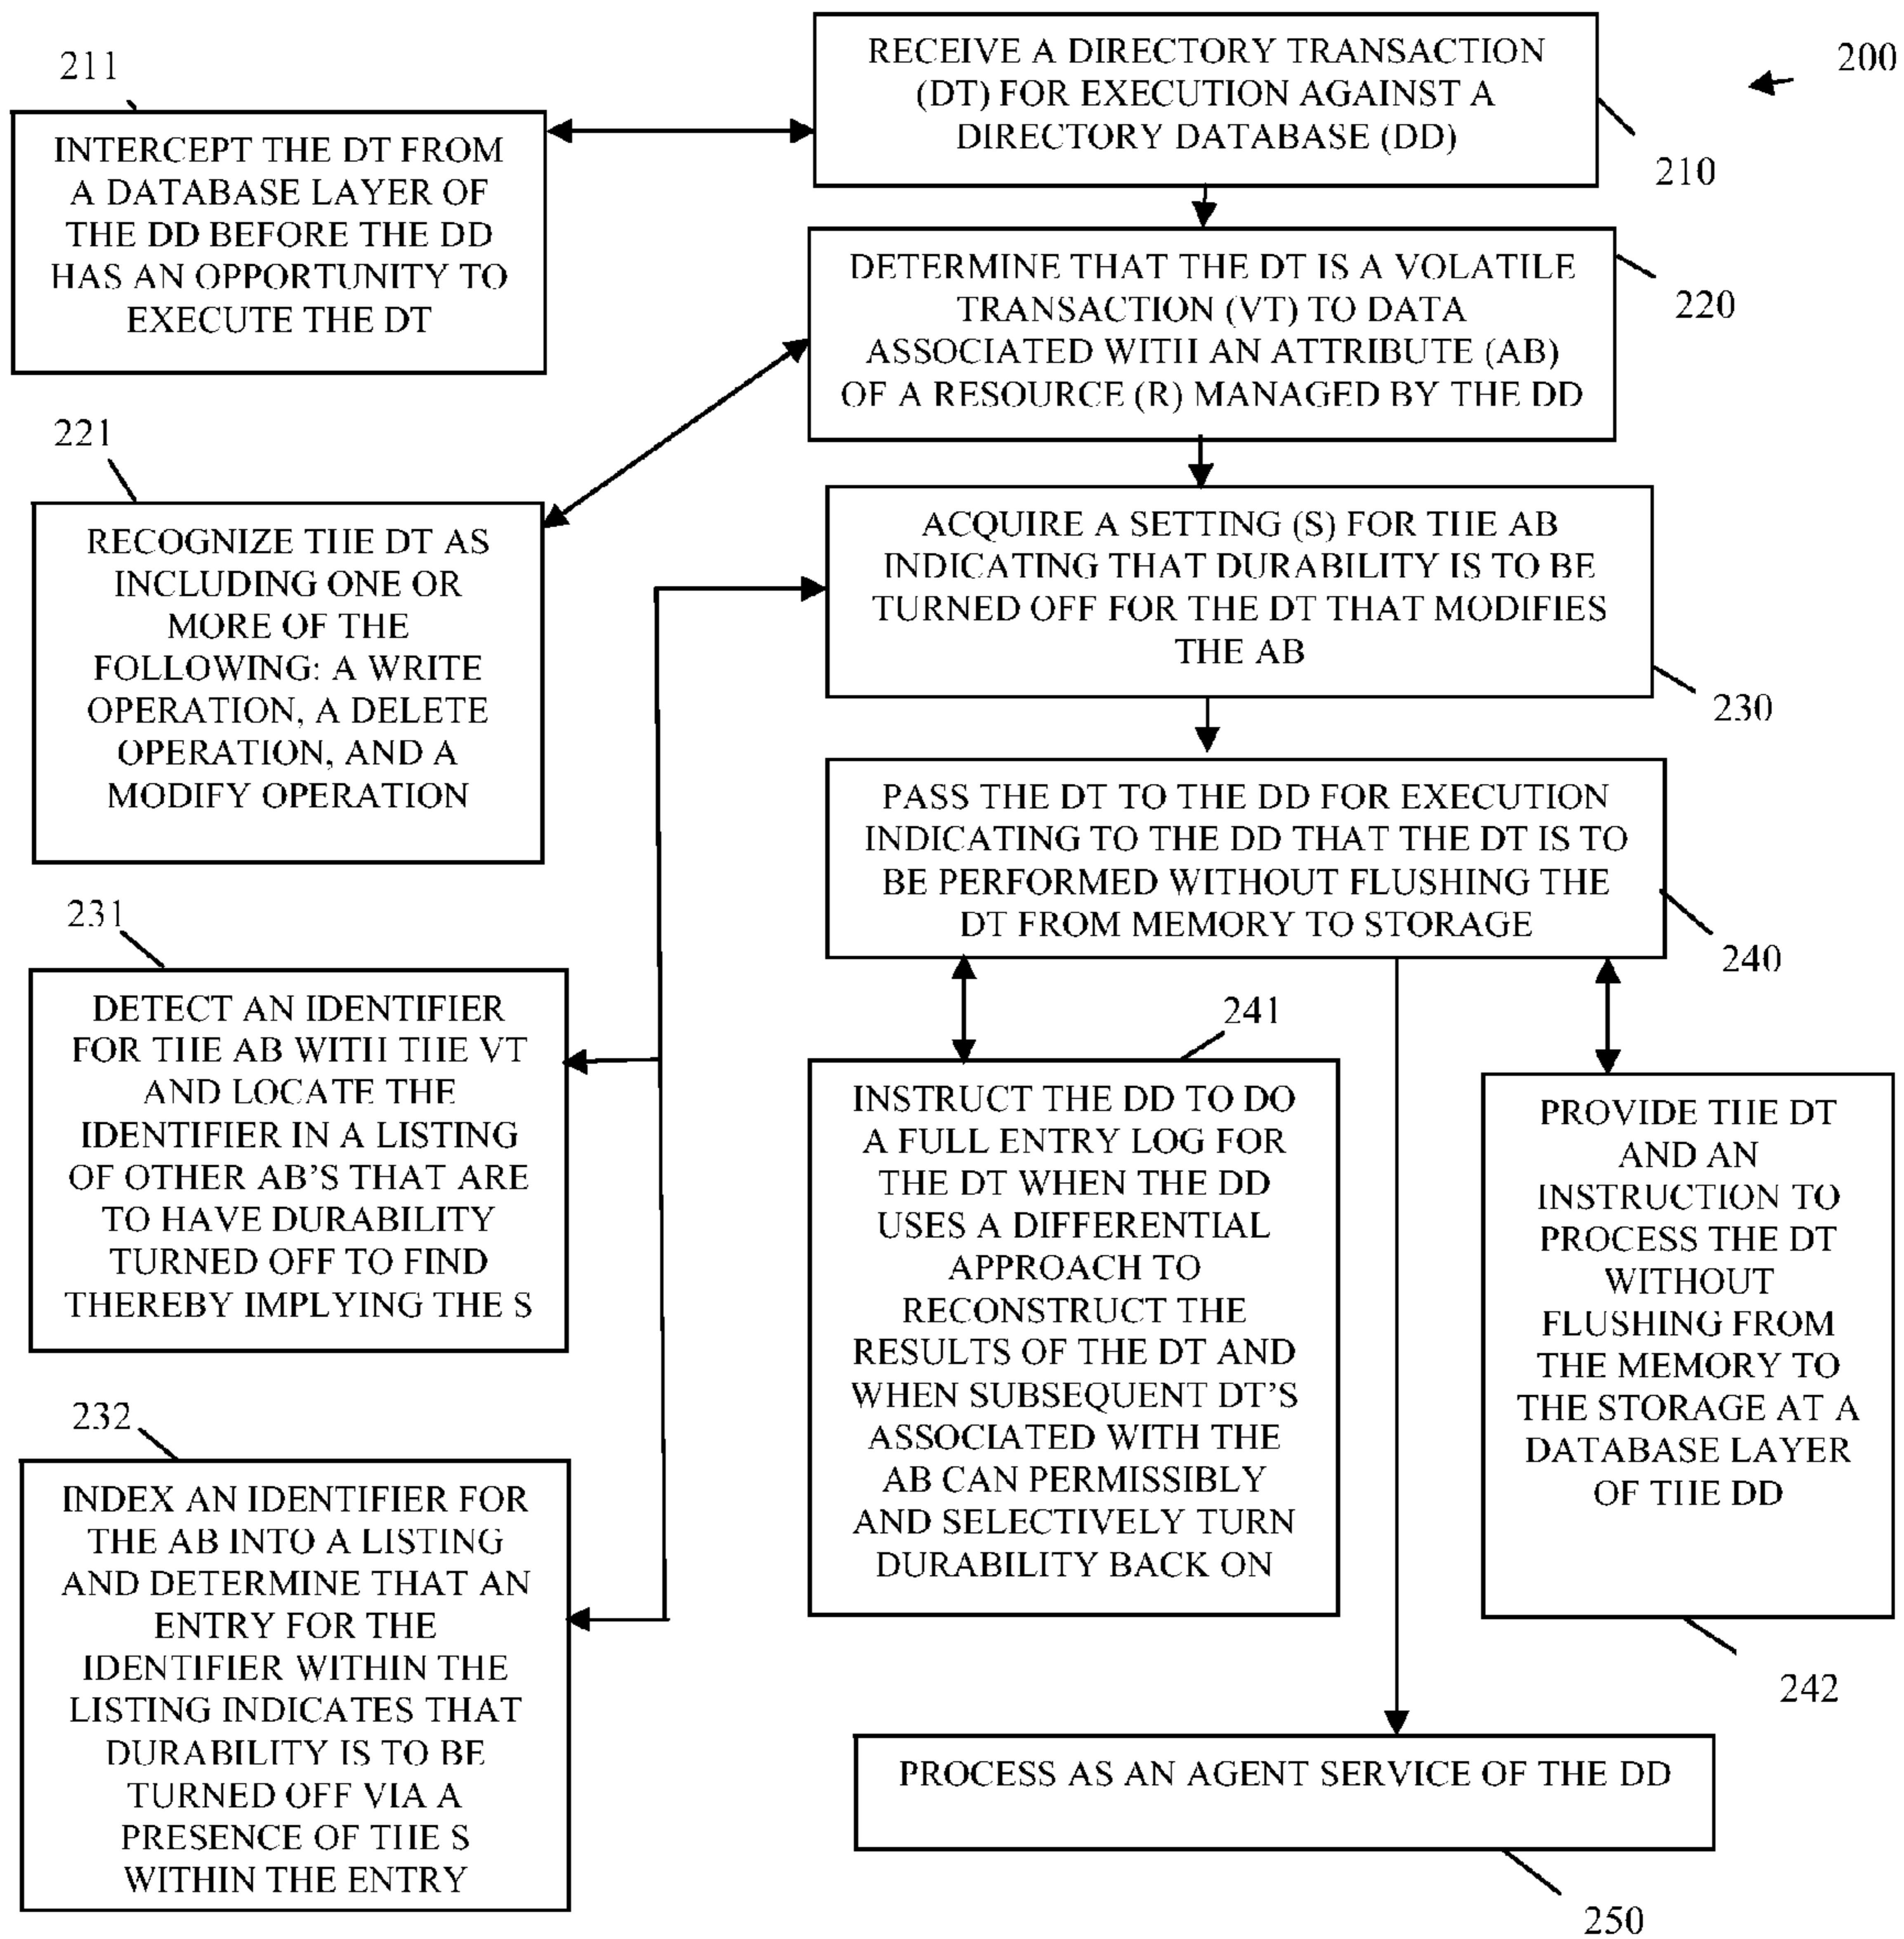 200
RECEIVE A DIRECTORY TRANSACTION
(DT) FOR EXECUTION AGAINST A
DIRECTORY DATABASE (DD)
210
211
INTERCEPT THE DT FROM
A DATABASE LAYER OF
THE DD BEFORE THE DD
HAS AN OPPORTUNITY TO
EXECUTE THE DT
DETERMINE THAT THE DT IS A VOLATILE
TRANSACTION (VT) TO DATA
ASSOCIATED WITH AN ATTRIBUTE (AB)
OF A RESOURCE (R) MANAGED BY THE DD
220
221
RECOGNIZE THE DT AS
INCLUDING ONE OR
MORE OF THE
FOLLOWING: A WRITE
OPERATION, A DELETE
OPERATION, AND A
MODIFY OPERATION
ACQUIRE A SETTING (S) FOR THE AB
INDICATING THAT DURABILITY IS TO BE
TURNED OFF FOR THE DT THAT MODIFIES
THE AB
230
231
DETECT AN IDENTIFIER
FOR THE AB WITH THE VT
AND LOCATE THE
IDENTIFIER IN A LISTING
OF OTHER AB'S THAT ARE
TO HAVE DURABILITY
TURNED OFF TO FIND
THEREBY IMPLYING THE S
232
INDEX AN IDENTIFIER FOR
THE AB INTO A LISTING
AND DETERMINE THAT AN
ENTRY FOR THE
IDENTIFIER WITHIN THE
LISTING INDICATES THAT
DURABILITY IS TO BE
TURNED OFF VIA A
PRESENCE OF THE S
WITHIN THE ENTRY
PASS THE DT TO THE DD FOR EXECUTION
INDICATING TO THE DD THAT THE DT IS TO
BE PERFORMED WITHOUT FLUSHING THE
DT FROM MEMORY TO STORAGE
240
241
INSTRUCT THE DD TO DO
A FULL ENTRY LOG FOR
THE DT WHEN THE DD
USES A DIFFERENTIAL
APPROACH TO
RECONSTRUCT THE
RESULTS OF THE DT AND
WHEN SUBSEQUENT DT'S
ASSOCIATED WITH THE
AB CAN PERMISSIBLY
AND SELECTIVELY TURN
DURABILITY BACK ON
PROVIDE THE DT
AND AN
INSTRUCTION TO
PROCESS THE DT
WITHOUT
FLUSHING FROM
THE MEMORY TO
THE STORAGE AT A
DATABASE LAYER
OF THE DD
242
PROCESS AS AN AGENT SERVICE OF THE DD
250